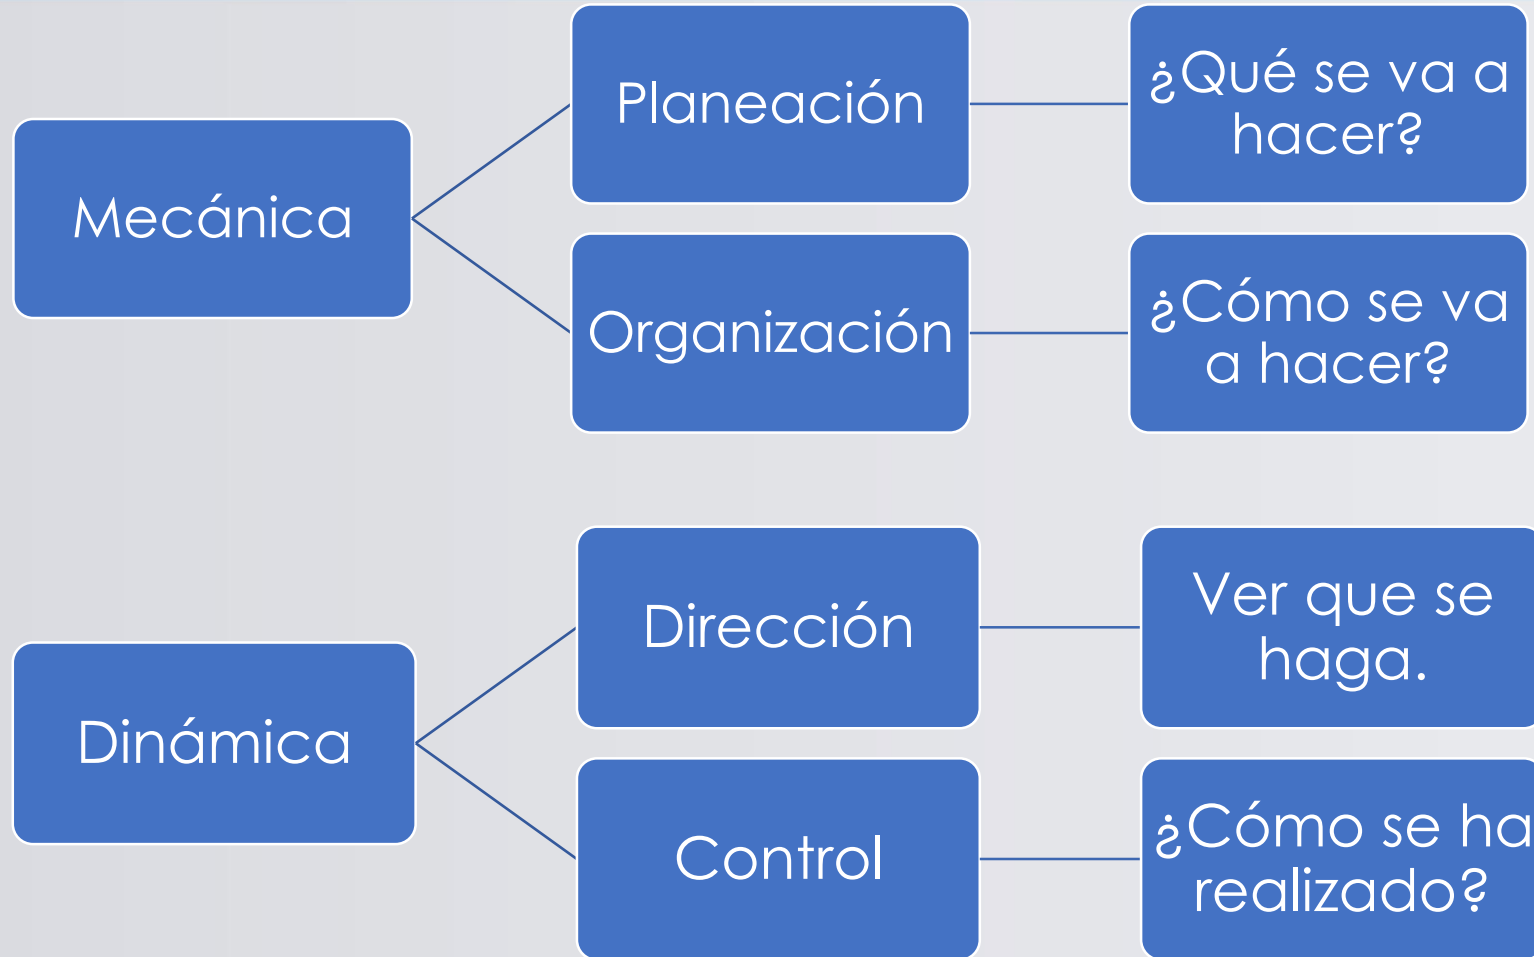 Mecánica
Planeación
¿Qué se va a
hacer?
Organización
¿Cómo se va
a hacer?
Dinámica
Dirección
Ver que se
haga.
Control
¿Cómo se ha
realizado?